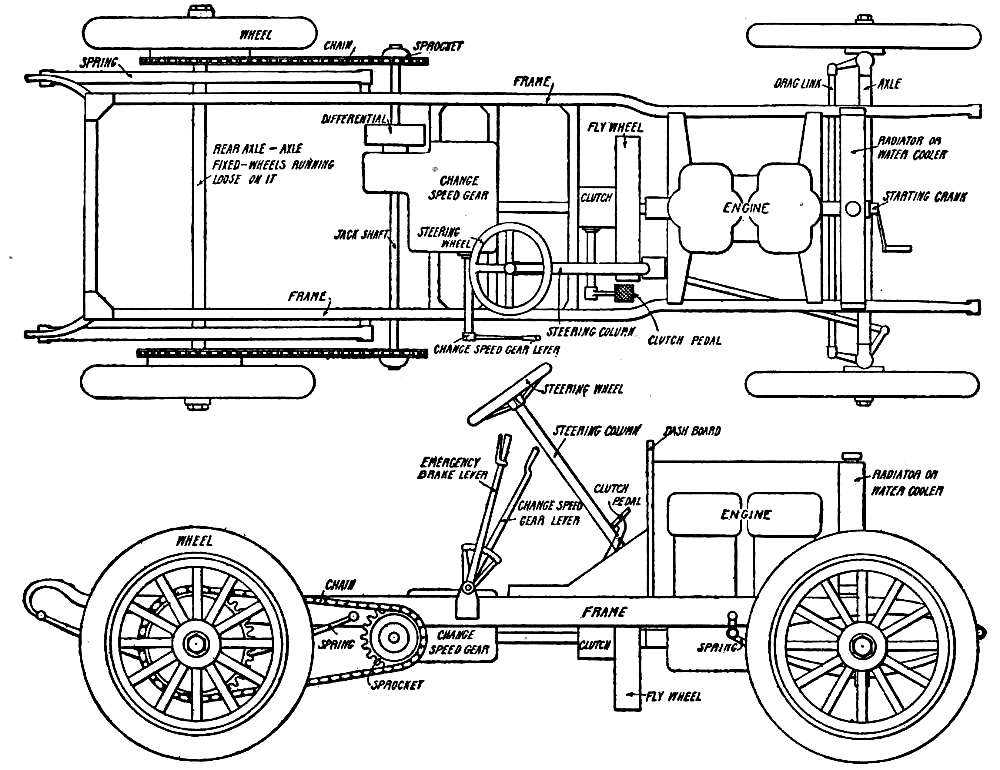 WHEEL
CHAIN
SPROCKET
SPRING
FRAME
DRAG LINK
AXLE
DIFFERENTIAL
FLY WHEEL
REAR AXLE - AXLE
FIXED - WHEELS RUNNING
LOOSE ON IT
RADIATOR OR
WATER COOLER
CHANGE
SPEED GEAR
CLUTCH
ENGINE
STARTING CRANK
JACK SHAFT
STEERING
WHEEL
FRAME
STEERING COLUMN
CLUTCH PEDAL
CHANGE SPEED GEAR LEVER
STEERING WHEEL
STEERING COLUMN
DASH BOARD
EMERGENCY
BRAKE LEVER
RADIATOR OR
WATER COOLER
CLUTCH
PEDAL
CHANGE SPEED
GEAR LEVER
ENGINE
WHEEL
CHAIN
FRAME
SPRING
CHANGE
SPEED GEAR
CLUTCH
SPRING
SPROCKET
FLY WHEEL